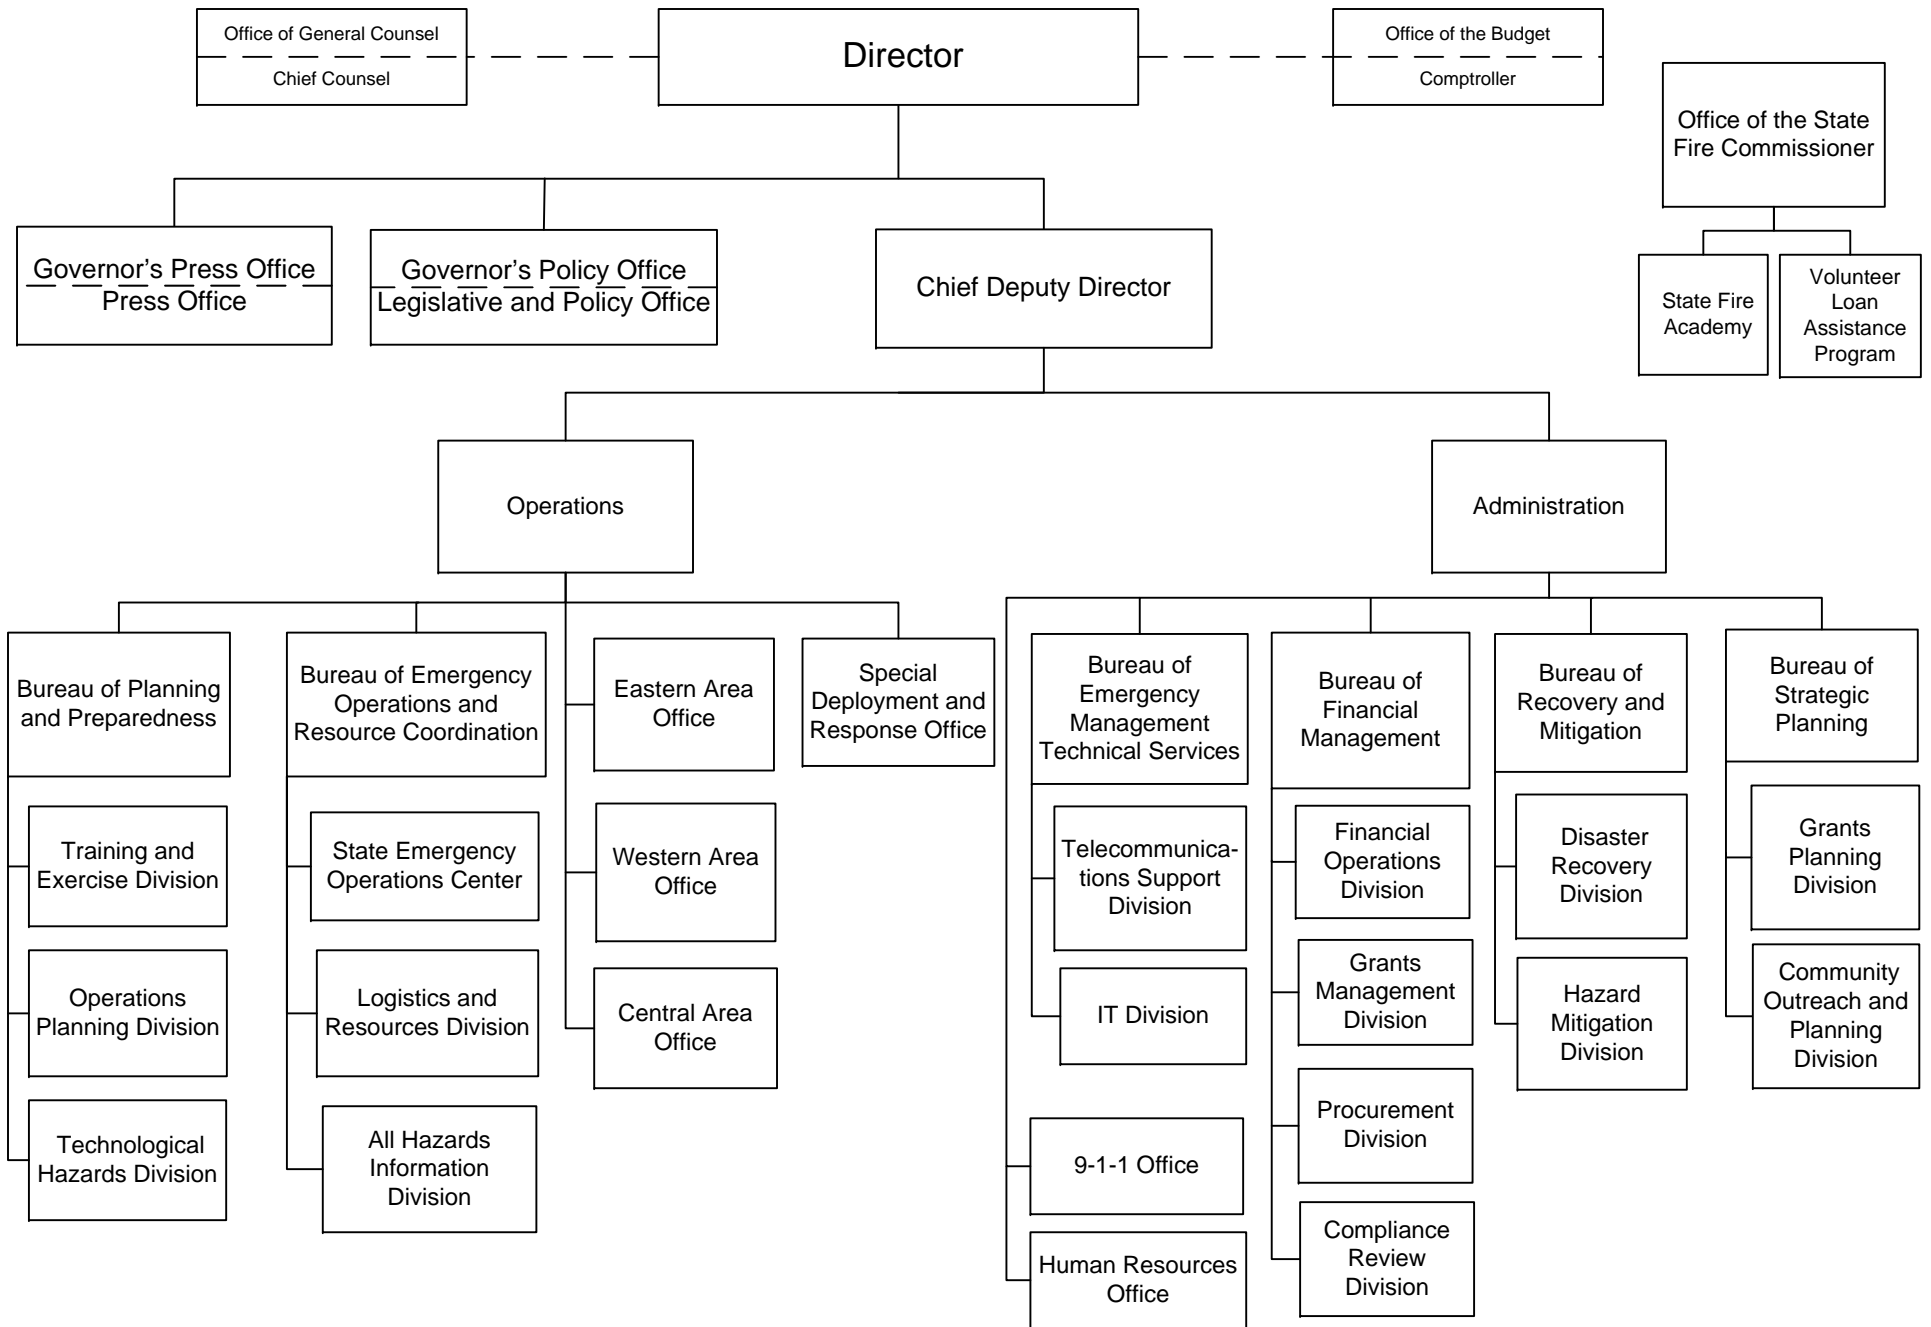 Office of General Counsel
Chief Counsel
Director
Office of the Budget
Comptroller
Office of the State
Fire Commissioner
State Fire
Academy
Volunteer
Loan
Assistance
Program
Governor's Press Office
Press Office
Governor's Policy Office
Legislative and Policy Office
Chief Deputy Director
Operations
Administration
Bureau of Planning
and Preparedness
Training and
Exercise Division
Operations
Planning Division
Technological
Hazards Division
Bureau of Emergency
Operations and
Resource Coordination
State Emergency
Operations Center
Logistics and
Resources Division
All Hazards
Information
Division
Eastern Area
Office
Western Area
Office
Central Area
Office
Special
Deployment and
Response Office
Bureau of
Emergency
Management
Technical Services
Telecommunica-
tions Support
Division
IT Division
9-1-1 Office
Human Resources
Office
Bureau of
Financial
Management
Financial
Operations
Division
Grants
Management
Division
Procurement
Division
Compliance
Review
Division
Bureau of
Recovery and
Mitigation
Disaster
Recovery
Division
Hazard
Mitigation
Division
Bureau of
Strategic
Planning
Grants
Planning
Division
Community
Outreach and
Planning
Division